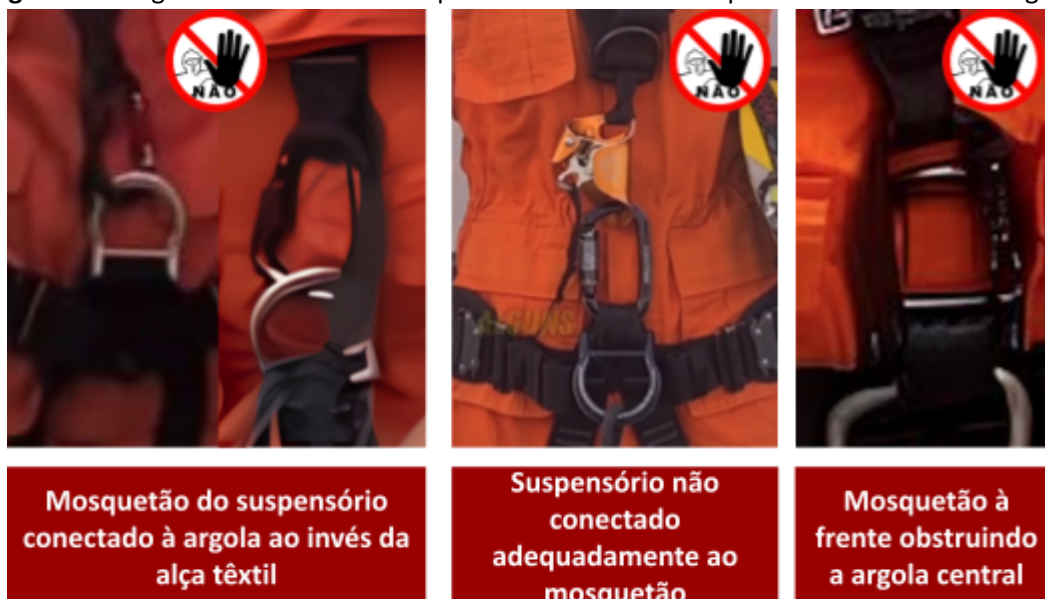 NÃO
NÃO
NÃO
Mosquetão do suspensório
conectado à argola ao invés da
alça têxtil
Suspensório não
conectado
adequadamente ao
mosquetão
Mosquetão à
frente obstruindo
a argola central